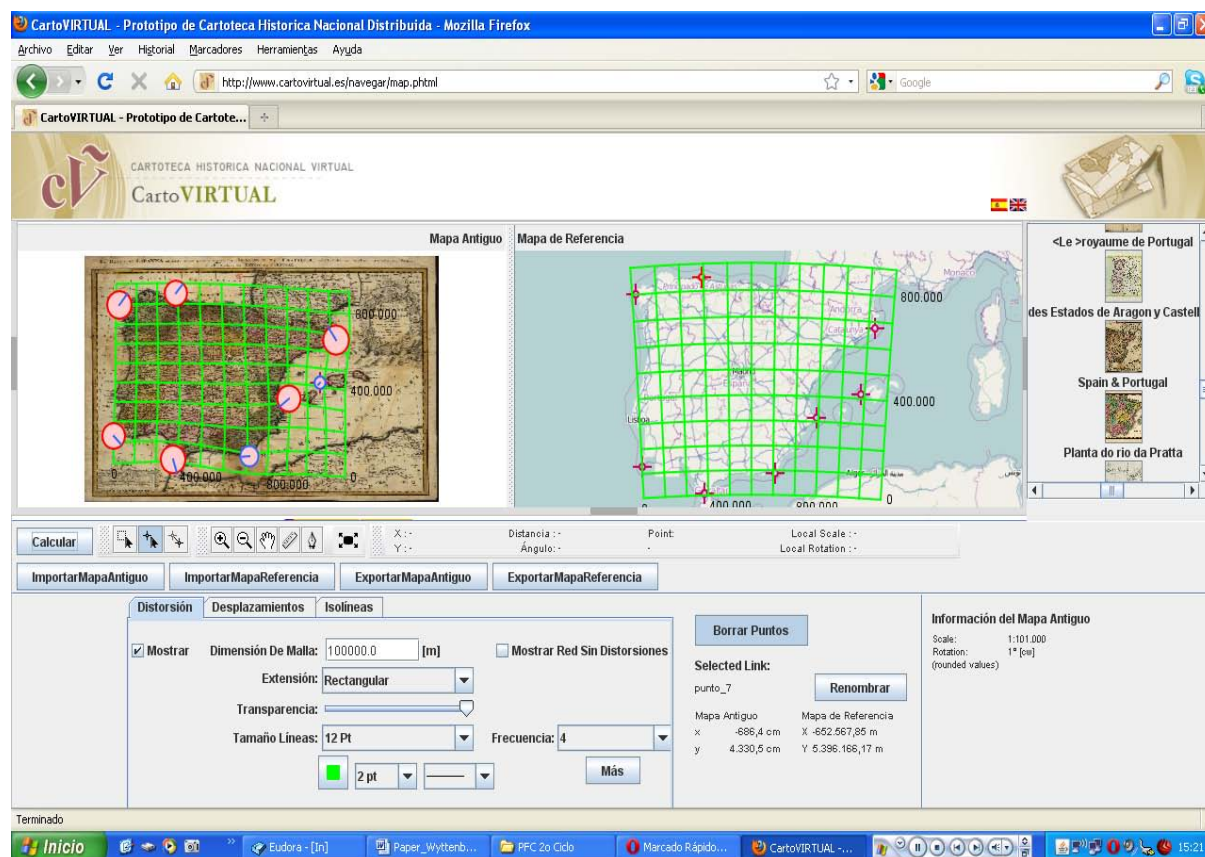 CartoVIRTUAL - Prototipo de Cartoteca Historica Nacional Distribuida - Mozilla Firefox
Archivo Editar Ver Historial Marcadores Herramientas Ayuda
http://www.cartovirtual.es/navegar/map.phtml
Google
CartoVIRTUAL - Prototipo de Cartote...
CARTOTECA HISTORICA NACIONAL VIRTUAL
CartoVIRTUAL
Mapa Antiguo
Mapa de Referencia
<Le >royaume de Portugal
des Estados de Aragon y Castell
Spain & Portugal
Planta do rio da Pratta
800.000
400.000
0
400.000
800.000
0
Monaco
Andorra
Catalunya
Madrid
España
Lisboa
800.000
400.000
0
400.000
800.000
Calcular
X :-
Y :-
Distancia :-
Ángulo:-
Point:
-
Local Scale :-
Local Rotation :-
ImportarMapaAntiguo ImportarMapaReferencia ExportarMapaAntiguo ExportarMapaReferencia
Distorsión Desplazamientos Isolíneas
Mostrar Dimensión De Malla: 100000.0 [m] Mostrar Red Sin Distorsiones
Extensión: Rectangular
Transparencia:
Tamaño Líneas: 12 Pt Frecuencia: 4
2 pt
Más
Borrar Puntos
Selected Link:
punto_7 Renombrar
Mapa Antiguo Mapa de Referencia
x -686,4 cm X -652.567,85 m
y 4.330,5 cm Y 5.396.166,17 m
Información del Mapa Antiguo
Scale: 1:101.000
Rotation: 1° [cw]
(rounded values)
Terminado
Inicio
Eudora - [In]
Paper_Wyttenb...
PFC 2o Ciclo
Marcado Rápido...
CartoVIRTUAL -...
15:21